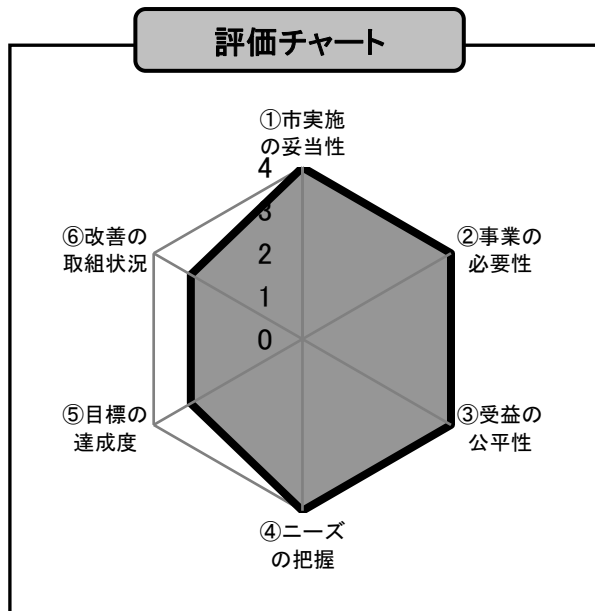 評価チャート
①市実施
の妥当性
4
3
2
1
0
②事業の
必要性
③受益の
公平性
④ニーズ
の把握
⑤目標の
達成度
⑥改善の
取組状況